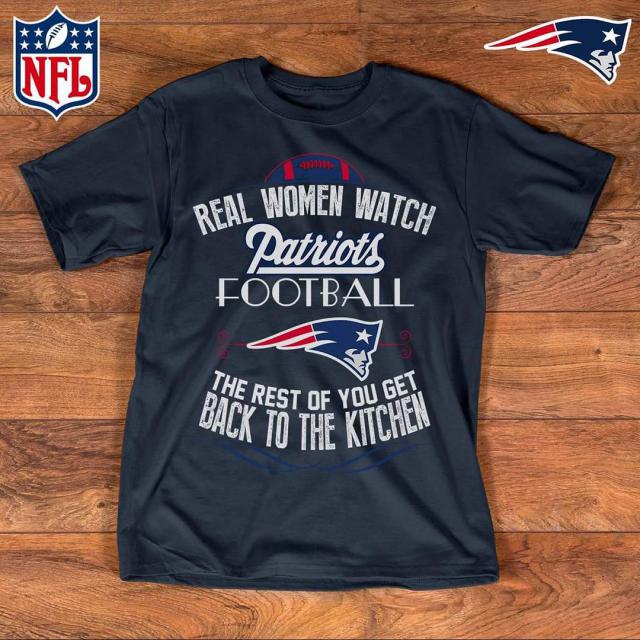 NFL
REAL WOMEN WATCH
Patriots
FOOTBALL
THE REST OF YOU GET
BACK TO THE KITCHEN